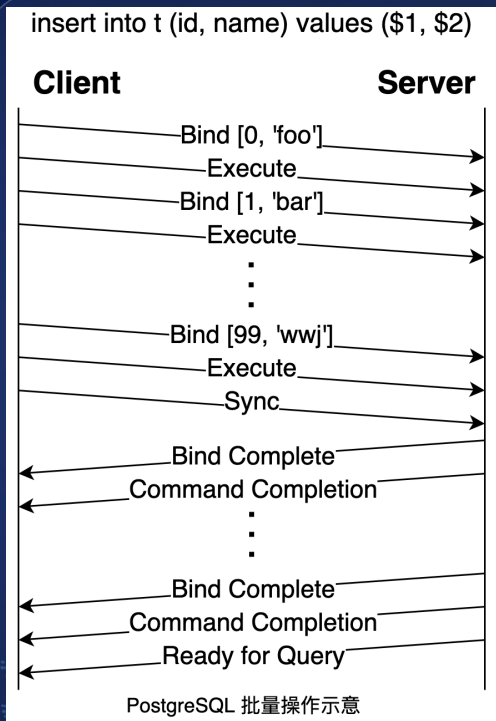 insert into t (id, name) values ($1, $2)
Client Server
Bind [0, 'foo']
Execute
Bind [1, 'bar']
Execute
Bind [99, 'wwj']
Execute
Sync
Bind Complete
Command Completion
Bind Complete
Command Completion
Ready for Query
PostgreSQL 批量操作示意